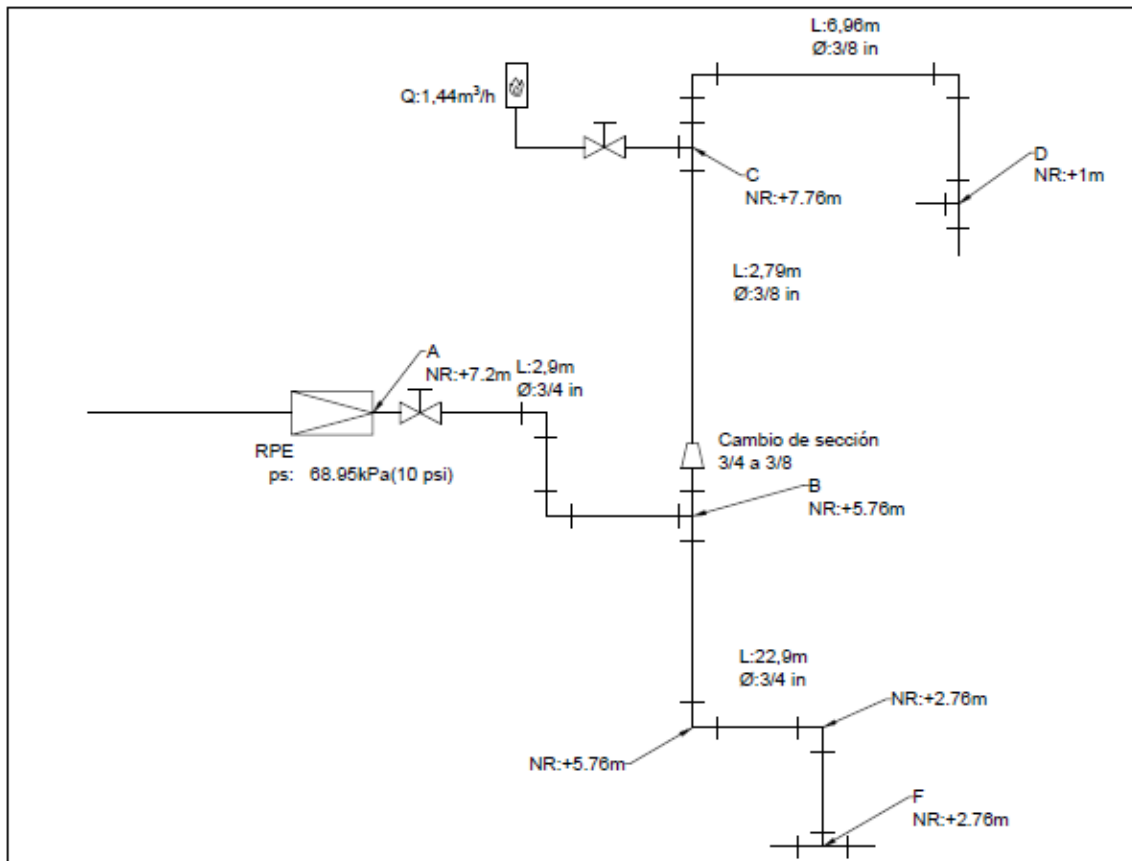 L:6,96m
Ø:3/8 in
Q:1,44m³/h
C
NR:+7.76m
D
NR:+1m
L:2,79m
Ø:3/8 in
A
NR:+7.2m
L:2,9m
Ø:3/4 in
RPE
ps: 68.95kPa(10 psi)
Cambio de sección
3/4 a 3/8
B
NR:+5.76m
L:22,9m
Ø:3/4 in
NR:+2.76m
NR:+5.76m
F
NR:+2.76m